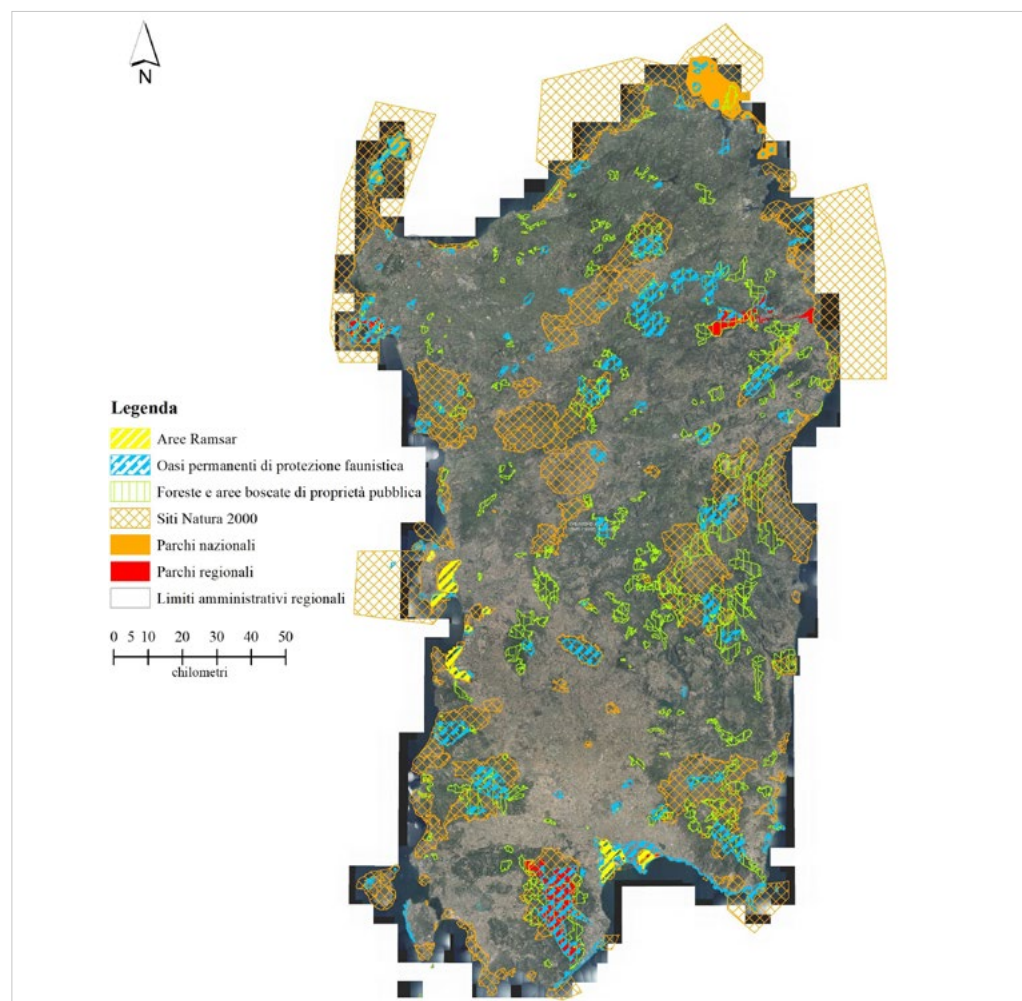 N
Legenda
Aree Ramsar
Oasi permanenti di protezione faunistica
Foreste e aree boscate di proprietà pubblica
Siti Natura 2000
Parchi nazionali
Parchi regionali
Limiti amministrativi regionali
0 5 10 20 30 40 50
chilometri